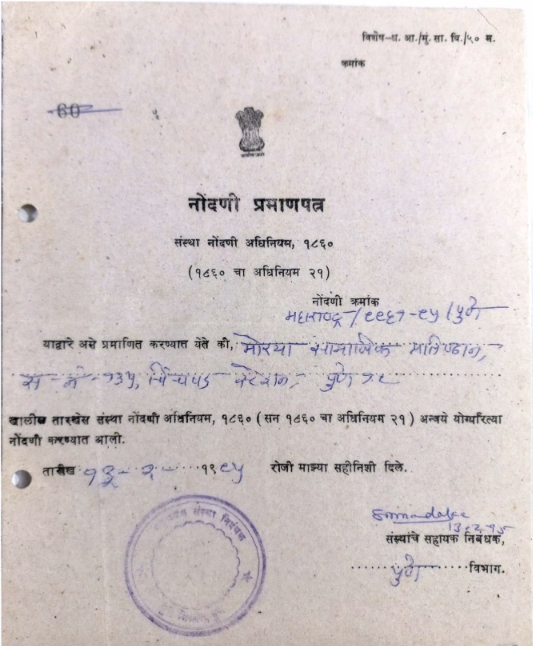 विशेष-ध. आ./मुं. सा. वि./५० म.
क्रमांक
60
नोंदणी प्रमाणपत्र
संस्था नोंदणी अधिनियम, १८६०
(१८६० चा अधिनियम २१)
नोंदणी क्रमांक
महाराष्ट्र / / पुणे
याद्वारे असे प्रमाणित करण्यात येते की, मोरया सामाजिक प्रतिष्ठान,
स. नं. १३५, चिंचवड स्टेशन, पुणे १९
खालील तारखेस संस्था नोंदणी अधिनियम, १८६० (सन १८६० चा अधिनियम २१) अन्वये योग्यरित्या
नोंदणी करण्यात आली.
तारीख १३-२-१९९५ रोजी माझ्या सहीनिशी दिले.
13.2.95
संस्थांचे सहायक निबंधक,
पुणे विभाग.
संस्था निबंधक